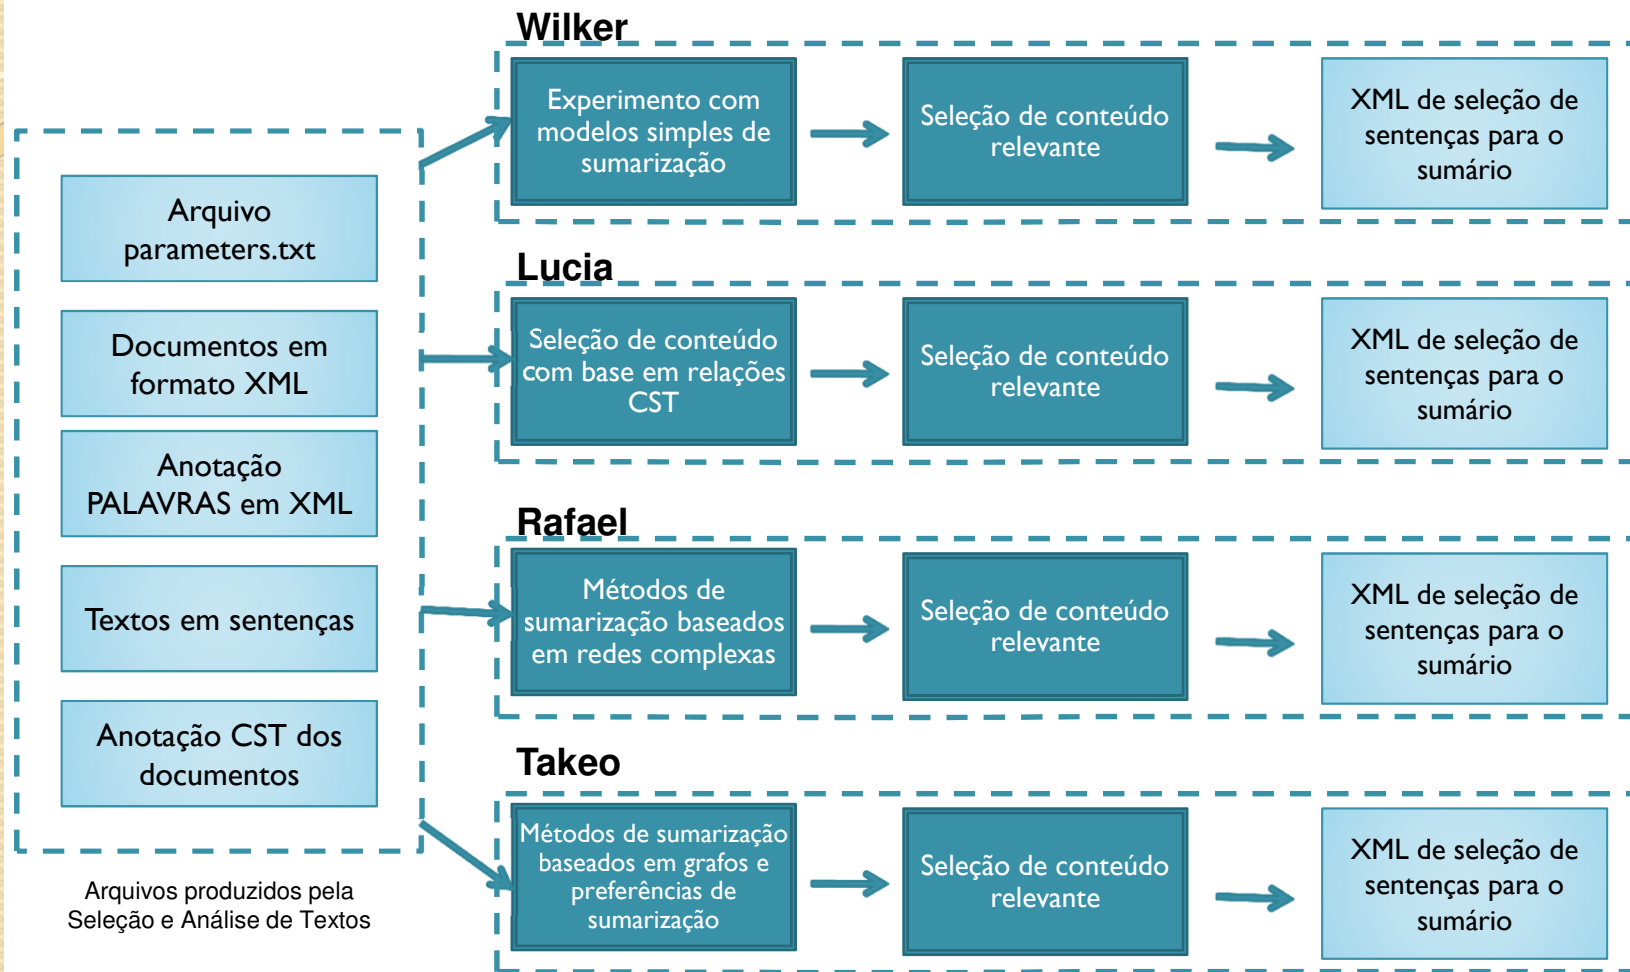 Arquivo
parameters.txt
Documentos em
formato XML
Anotação
PALAVRAS em XML
Textos em sentenças
Anotação CST dos
documentos
Arquivos produzidos pela
Seleção e Análise de Textos
Wilker
Experimento com
modelos simples de
sumarização
Seleção de conteúdo
relevante
XML de seleção de
sentenças para o
sumário
Lucia
Seleção de conteúdo
com base em relações
CST
Seleção de conteúdo
relevante
XML de seleção de
sentenças para o
sumário
Rafael
Métodos de
sumarização baseados
em redes complexas
Seleção de conteúdo
relevante
XML de seleção de
sentenças para o
sumário
Takeo
Métodos de sumarização
baseados em grafos e
preferências de
sumarização
Seleção de conteúdo
relevante
XML de seleção de
sentenças para o
sumário